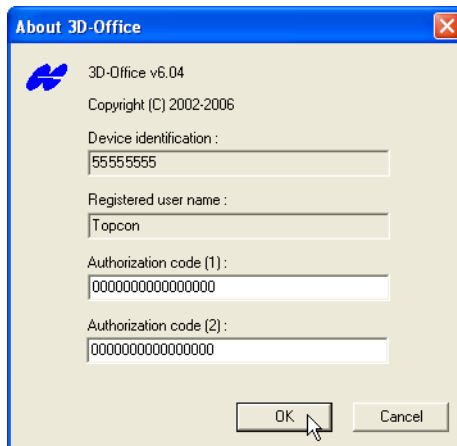 About 3D-Office
3D-Office v6.04
Copyright (C) 2002-2006
Device identification :
55555555
Registered user name :
Topcon
Authorization code (1) :
0000000000000000
Authorization code (2) :
0000000000000000
OK Cancel